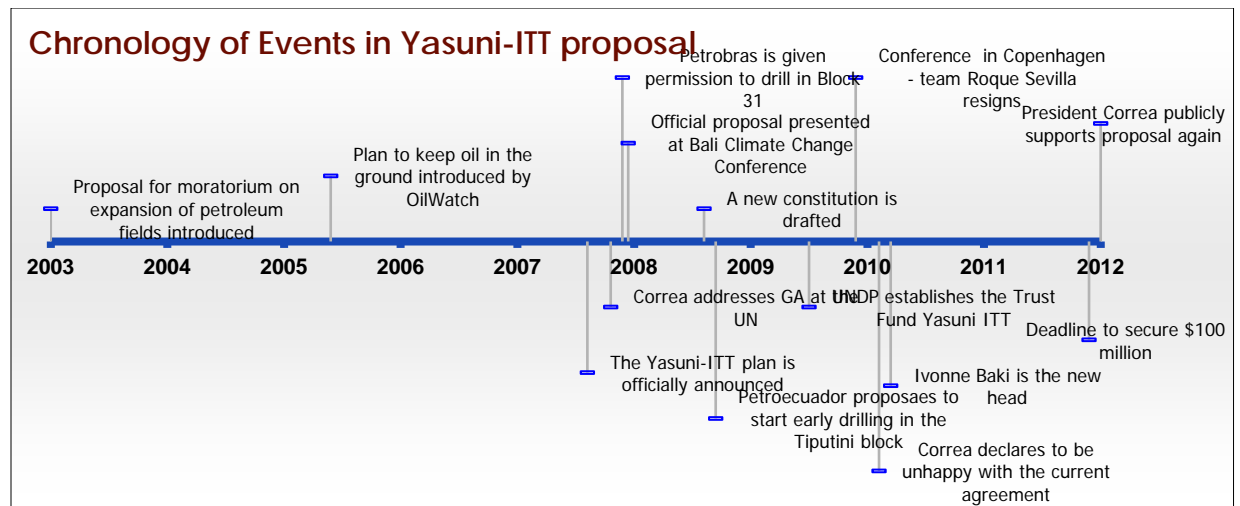 Chronology of Events in Yasuni-ITT proposal
Petrobras is given
permission to drill in Block
31
Conference in Copenhagen
- team Roque Sevilla
resigns
President Correa publicly
supports proposal again
Official proposal presented
at Bali Climate Change
Conference
Plan to keep oil in the
ground introduced by
OilWatch
Proposal for moratorium on
expansion of petroleum
fields introduced
A new constitution is
drafted
2003 2004 2005 2006 2007 2008 2009 2010 2011 2012
Correa addresses GA at the
UN
UNDP establishes the Trust
Fund Yasuni ITT
Deadline to secure $100
million
The Yasuni-ITT plan is
officially announced
Ivonne Baki is the new
head
Petroecuador proposaes to
start early drilling in the
Tiputini block
Correa declares to be
unhappy with the current
agreement